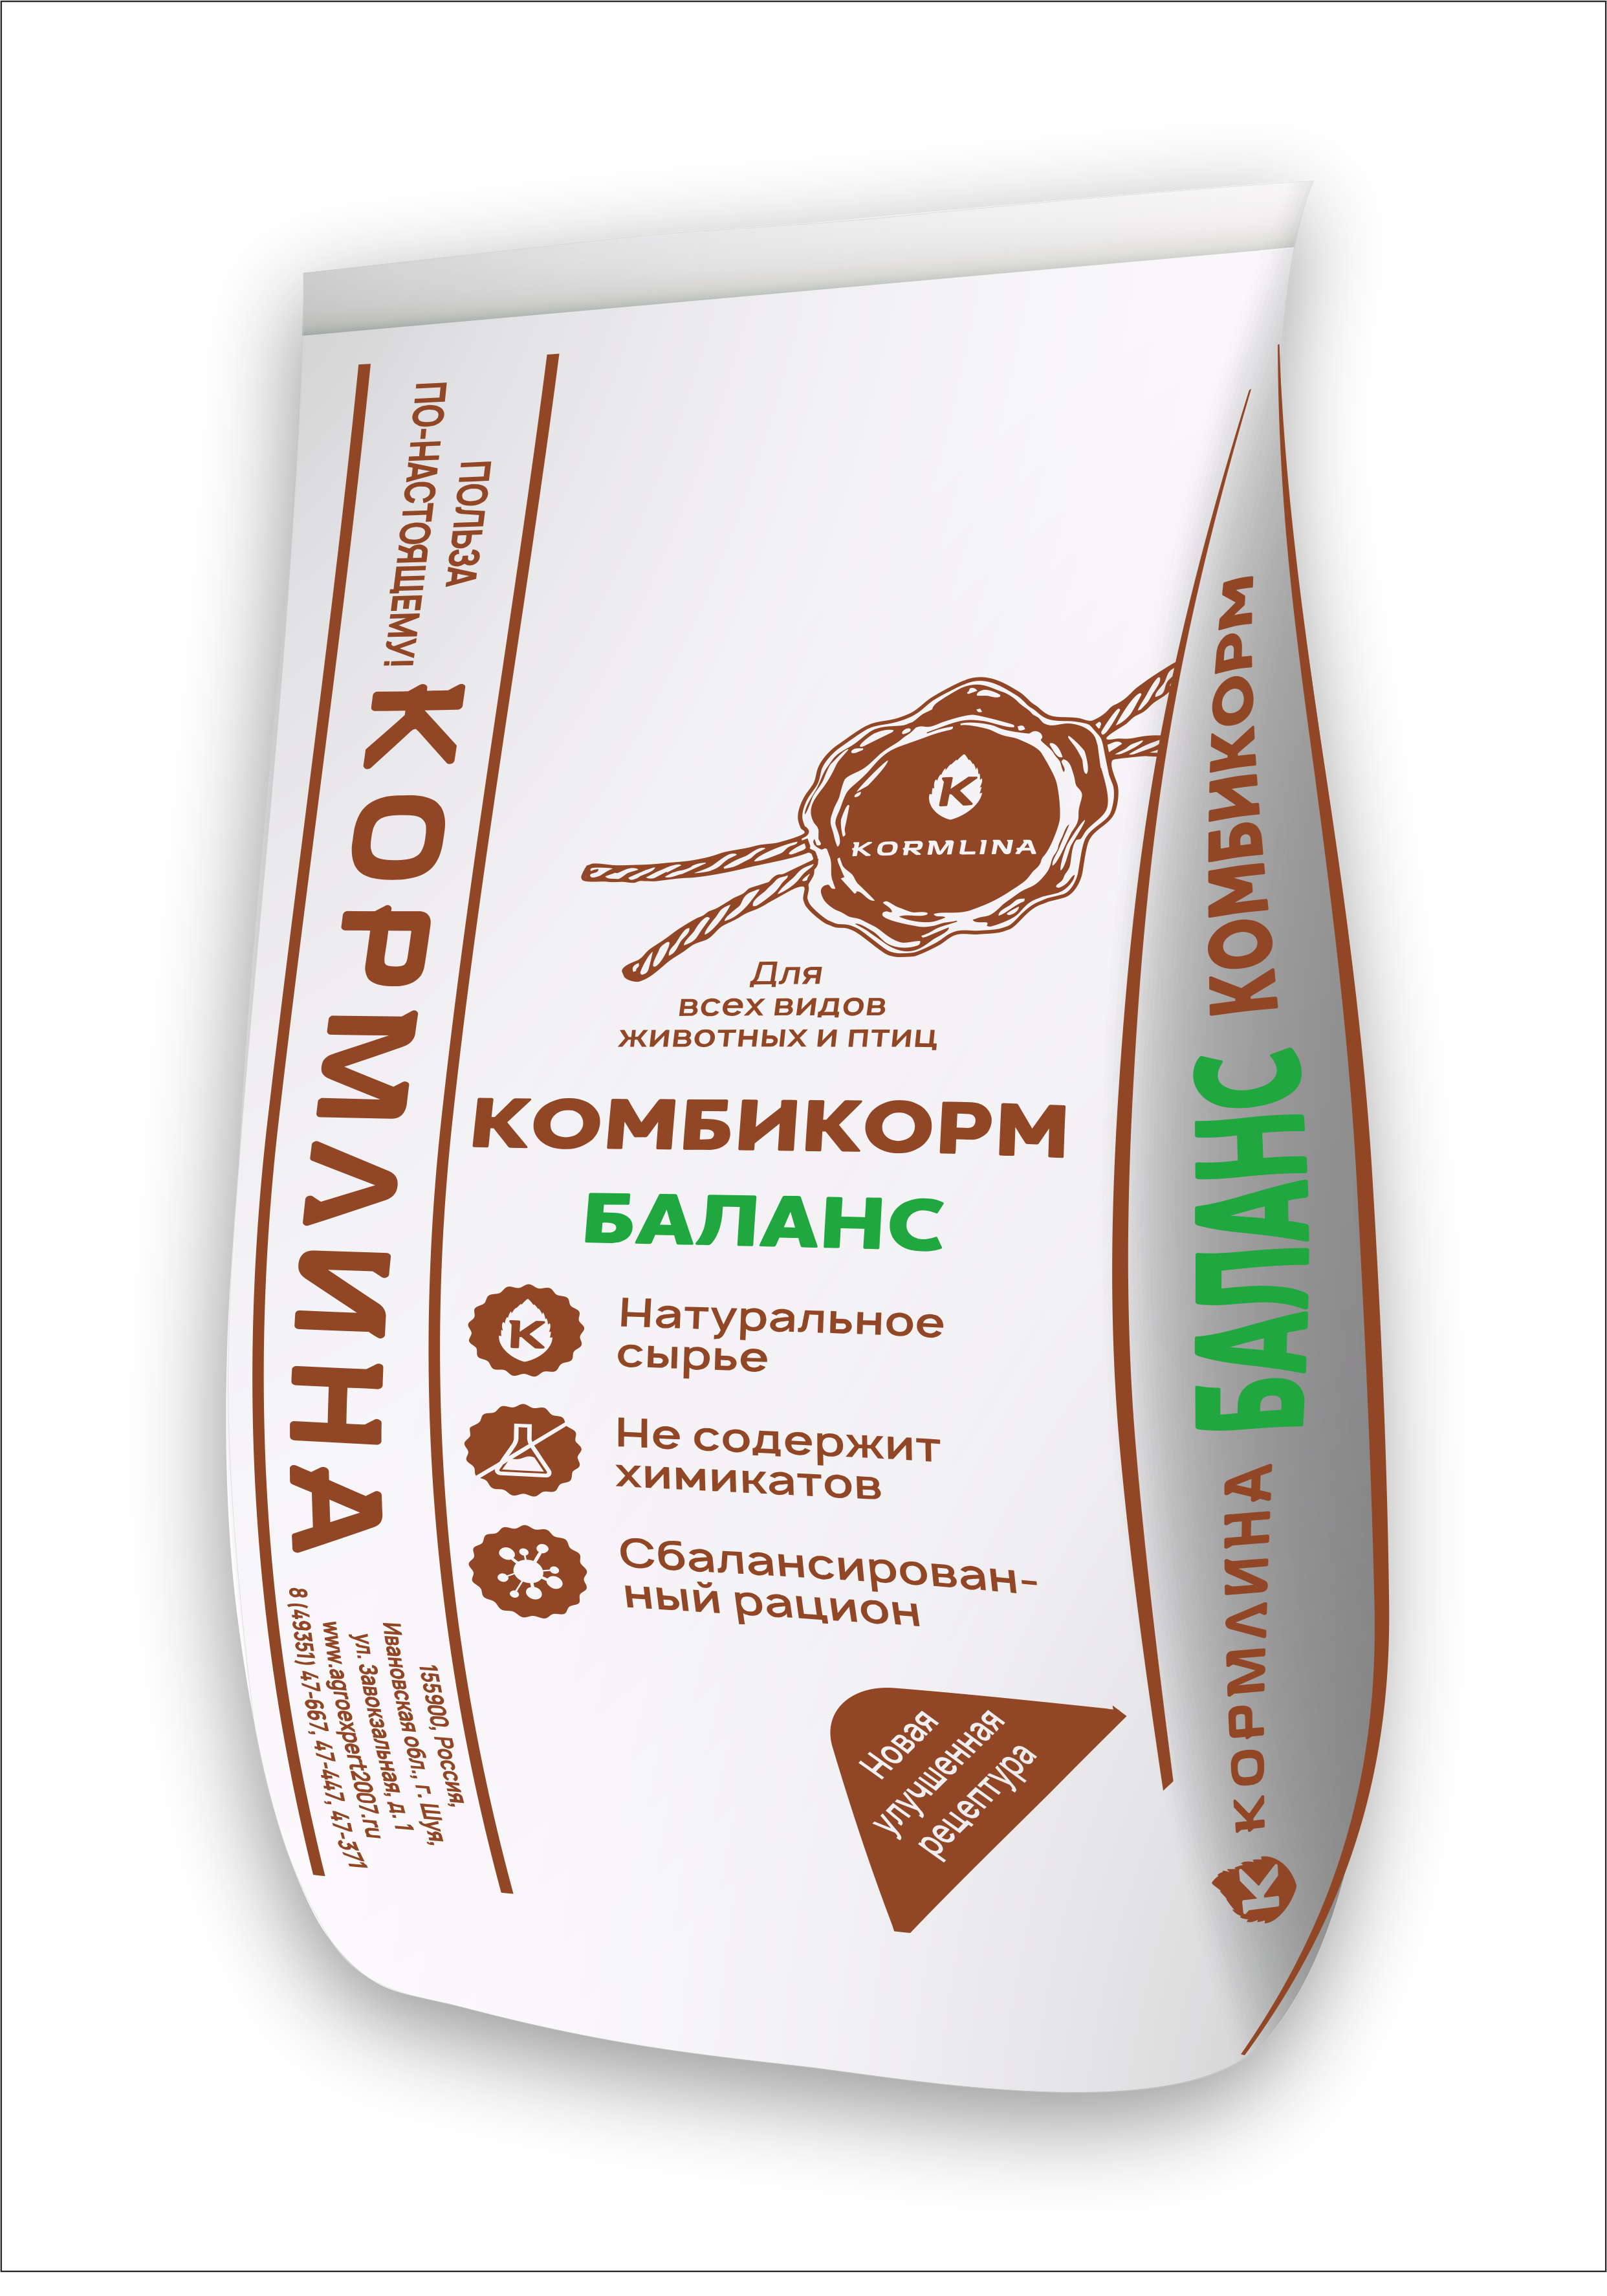 ПОЛЬЗА
ПО-НАСТОЯЩЕМУ!
КОРМЛИНА
155900, Россия,
Ивановская обл., г. Шуя,
ул. Завокзальная, д. 1
www.agroexpert2007.ru
8 (49351) 47-667, 47-447, 47-371
K
KORMLINA
Для
всех видов
животных и птиц
КОМБИКОРМ
БАЛАНС
K
Натуральное
сырье
Не содержит
химикатов
Сбалансирован-
ный рацион
Новая
улучшенная
рецептура
K КОРМЛИНА БАЛАНС КОМБИКОРМ